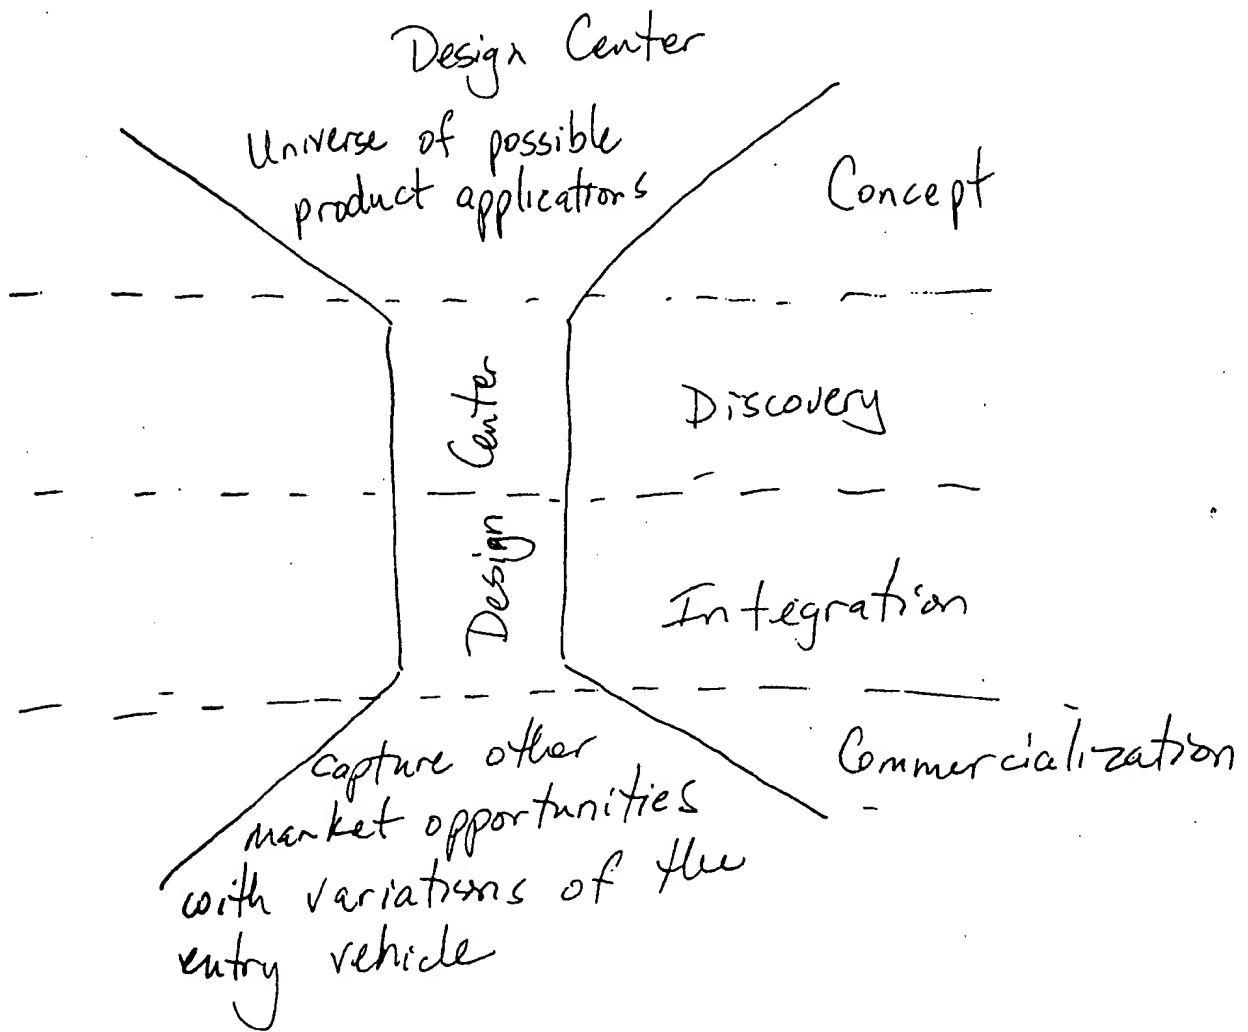 Design Center
Universe of possible
product applications
Concept
Discovery
Design Center
Integration
Commercialization
capture other
market opportunities
with variations of the
entry vehicle